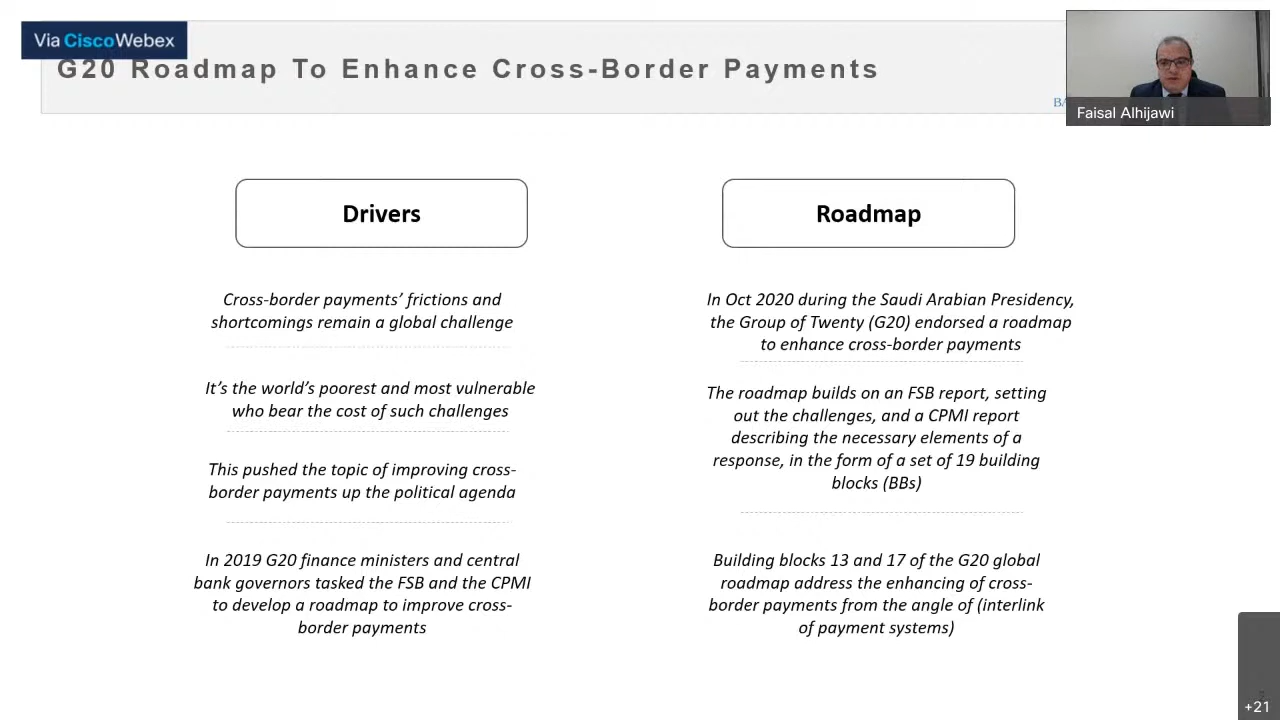 Via Cisco Webex
G20 Roadmap To Enhance Cross-Border Payments
Faisal Alhijawi
Drivers
Cross-border payments’ frictions and
shortcomings remain a global challenge
It’s the world’s poorest and most vulnerable
who bear the cost of such challenges
This pushed the topic of improving cross-
border payments up the political agenda
In 2019 G20 finance ministers and central
bank governors tasked the FSB and the CPMI
to develop a roadmap to improve cross-
border payments
Roadmap
In Oct 2020 during the Saudi Arabian Presidency,
the Group of Twenty (G20) endorsed a roadmap
to enhance cross-border payments
The roadmap builds on an FSB report, setting
out the challenges, and a CPMI report
describing the necessary elements of a
response, in the form of a set of 19 building
blocks (BBs)
Building blocks 13 and 17 of the G20 global
roadmap address the enhancing of cross-
border payments from the angle of (interlink
of payment systems)
+21